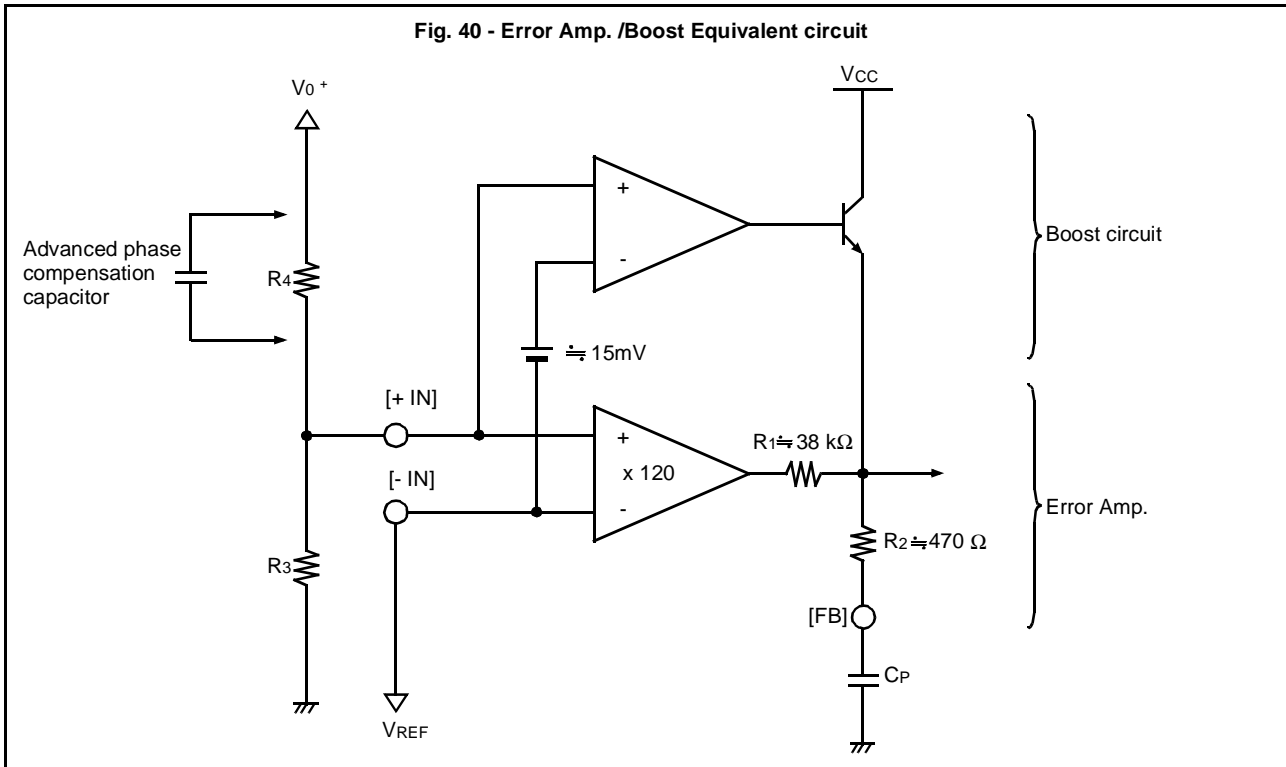 Fig. 40 - Error Amp. /Boost Equivalent circuit
V0 +
VCC
+
-
Boost circuit
Advanced phase
compensation
capacitor
R4
≒ 15mV
[+ IN]
+
x 120
-
R1≒38 kΩ
[- IN]
Error Amp.
R2≒470 Ω
R3
[FB]
CP
VREF